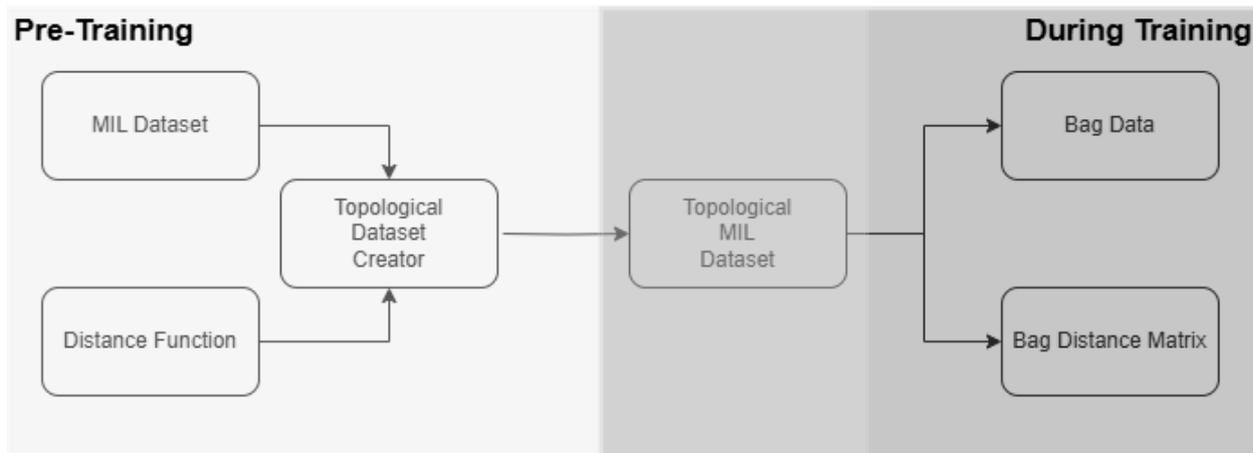 Pre-Training
During Training
MIL Dataset
Bag Data
Topological
Dataset
Creator
Topological
MIL
Dataset
Distance Function
Bag Distance Matrix